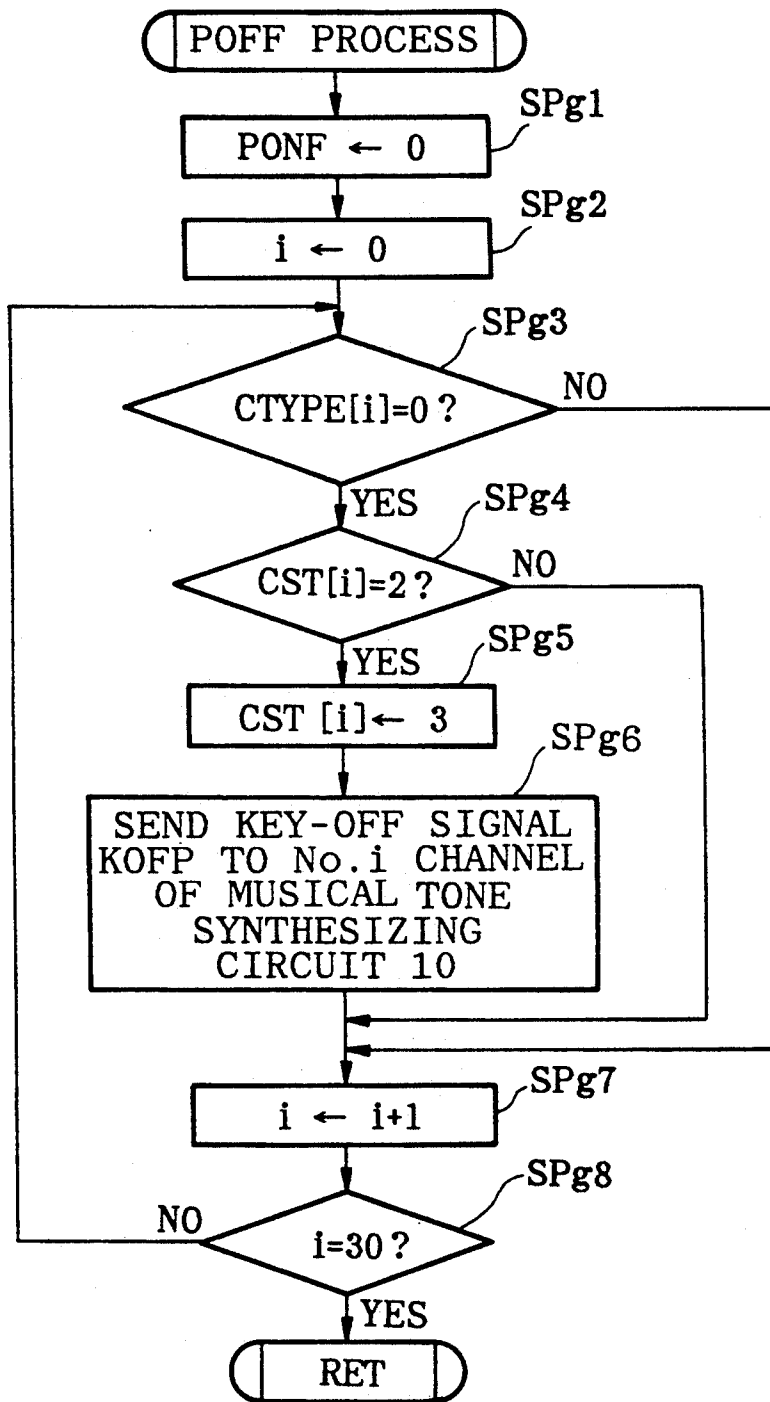 POFF PROCESS
SPg1
PONF ← 0
SPg2
i ← 0
SPg3
CTYPE[i]=0?
NO
YES
SPg4
CST[i]=2?
NO
YES
SPg5
CST [i]← 3
SPg6
SEND KEY-OFF SIGNAL
KOFP TO No.i CHANNEL
OF MUSICAL TONE
SYNTHESIZING
CIRCUIT 10
SPg7
i ← i+1
SPg8
NO
i=30?
YES
RET